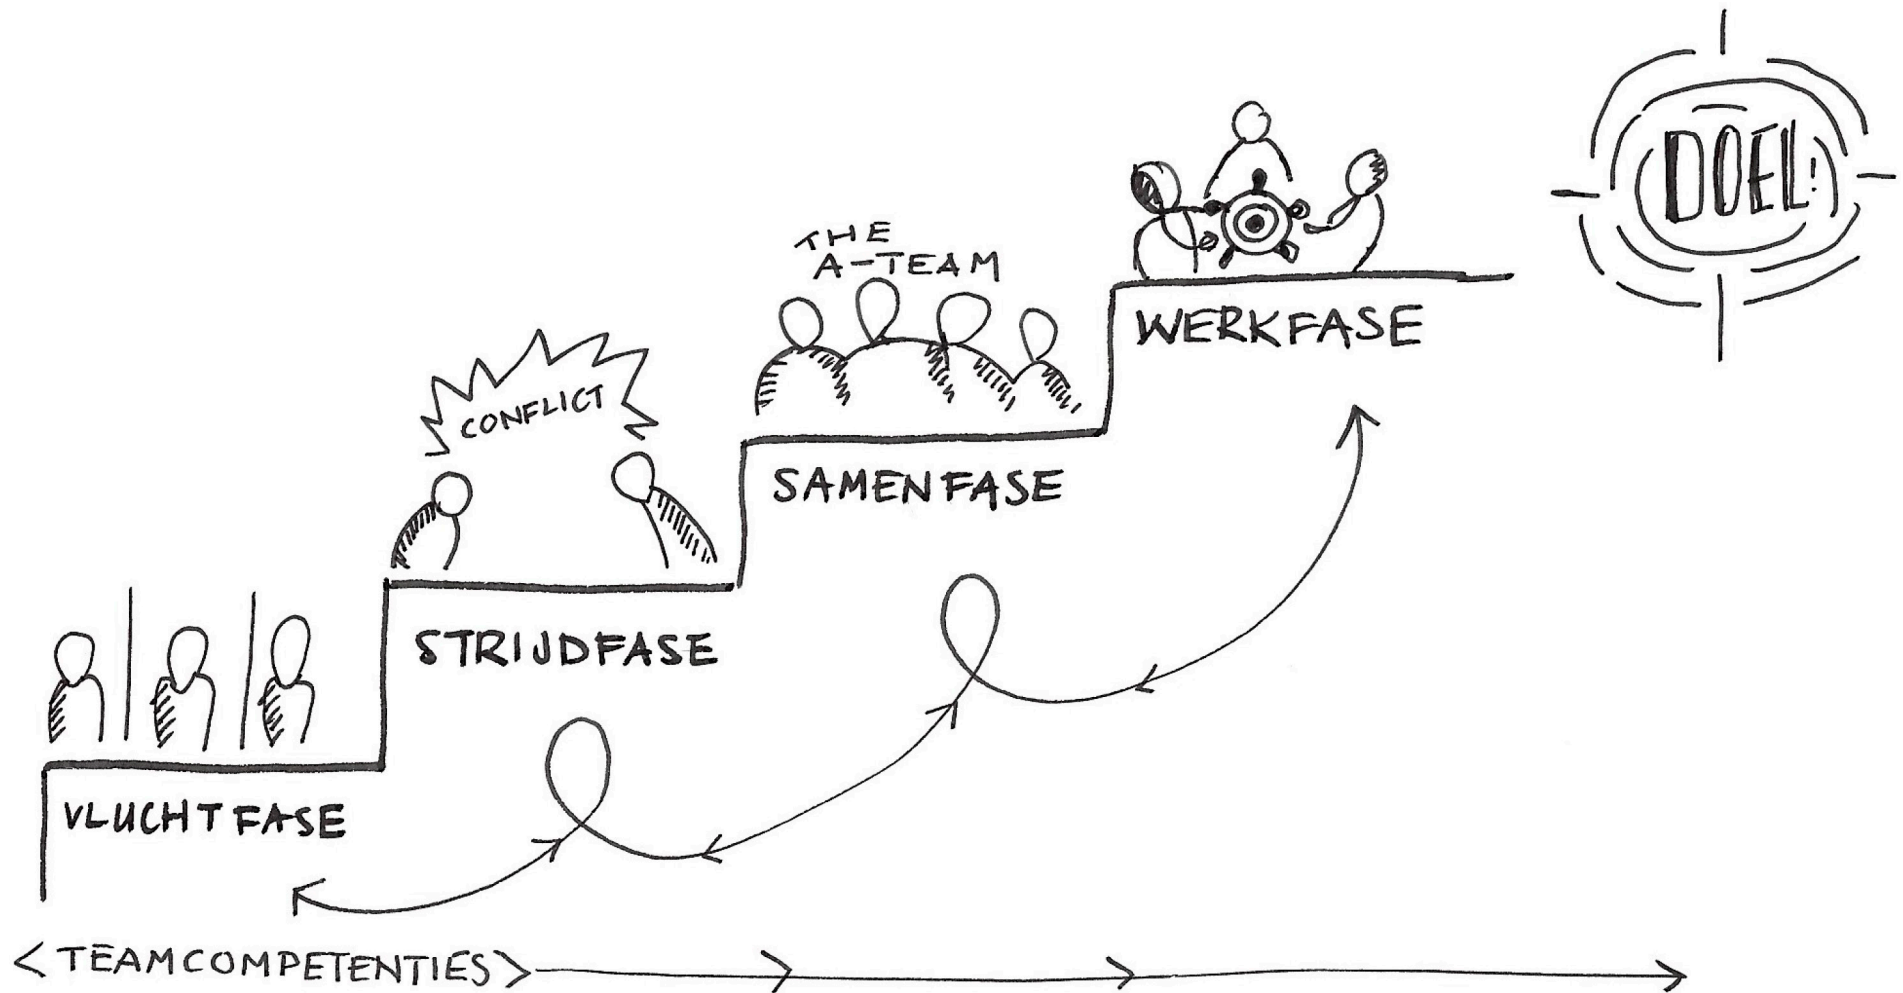 DOEL!
THE
A-TEAM
WERKFASE
CONFLICT
SAMENFASE
STRIJDFASE
VLUCHTFASE
<TEAMCOMPETENTIES>